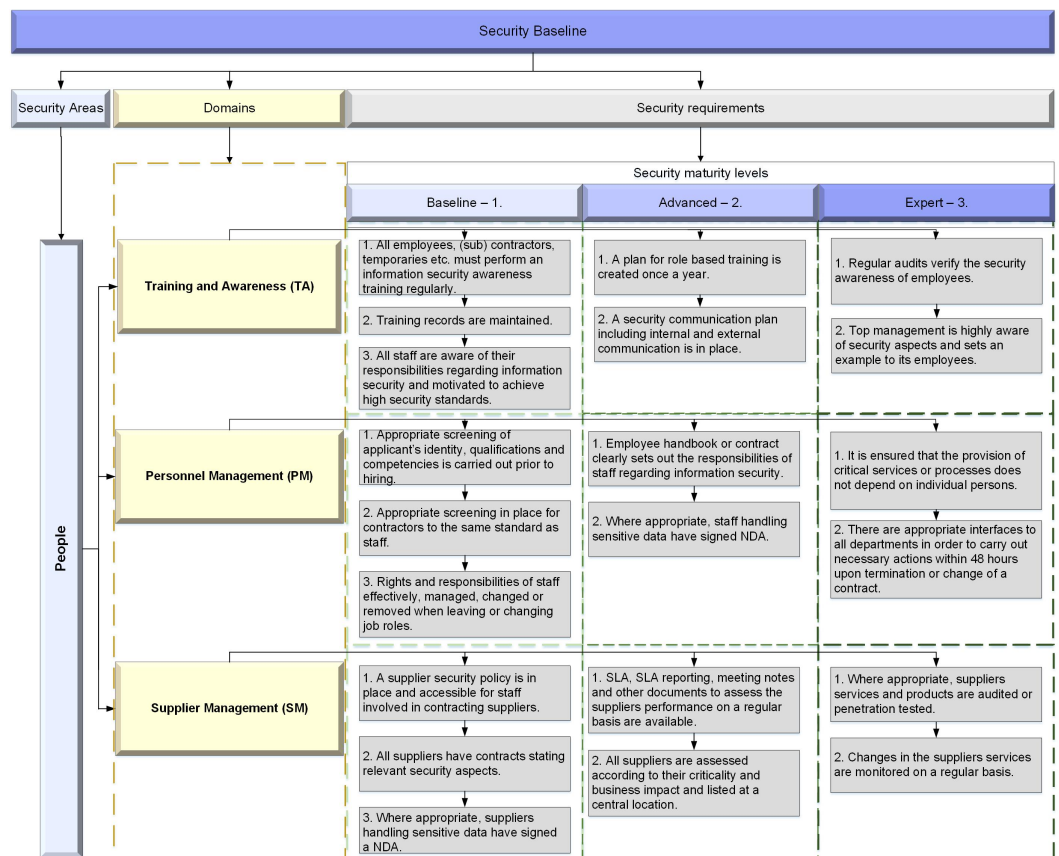 Security Baseline
Security Areas
Domains
Security requirements
Security maturity levels
Baseline – 1.
Advanced – 2.
Expert – 3.
People
Training and Awareness (TA)
1. All employees, (sub) contractors,
temporaries etc. must perform an
information security awareness
training regularly.
2. Training records are maintained.
3. All staff are aware of their
responsibilities regarding information
security and motivated to achieve
high security standards.
1. A plan for role based training is
created once a year.
2. A security communication plan
including internal and external
communication is in place.
1. Regular audits verify the security
awareness of employees.
2. Top management is highly aware
of security aspects and sets an
example to its employees.
Personnel Management (PM)
1. Appropriate screening of
applicant’s identity, qualifications and
competencies is carried out prior to
hiring.
2. Appropriate screening in place for
contractors to the same standard as
staff.
3. Rights and responsibilities of staff
effectively, managed, changed or
removed when leaving or changing
job roles.
1. Employee handbook or contract
clearly sets out the responsibilities of
staff regarding information security.
2. Where appropriate, staff handling
sensitive data have signed NDA.
1. It is ensured that the provision of
critical services or processes does
not depend on individual persons.
2. There are appropriate interfaces to
all departments in order to carry out
necessary actions within 48 hours
upon termination or change of a
contract.
Supplier Management (SM)
1. A supplier security policy is in
place and accessible for staff
involved in contracting suppliers.
2. All suppliers have contracts stating
relevant security aspects.
3. Where appropriate, suppliers
handling sensitive data have signed
a NDA.
1. SLA, SLA reporting, meeting notes
and other documents to assess the
suppliers performance on a regular
basis are available.
2. All suppliers are assessed
according to their criticality and
business impact and listed at a
central location.
1. Where appropriate, suppliers
services and products are audited or
penetration tested.
2. Changes in the suppliers services
are monitored on a regular basis.